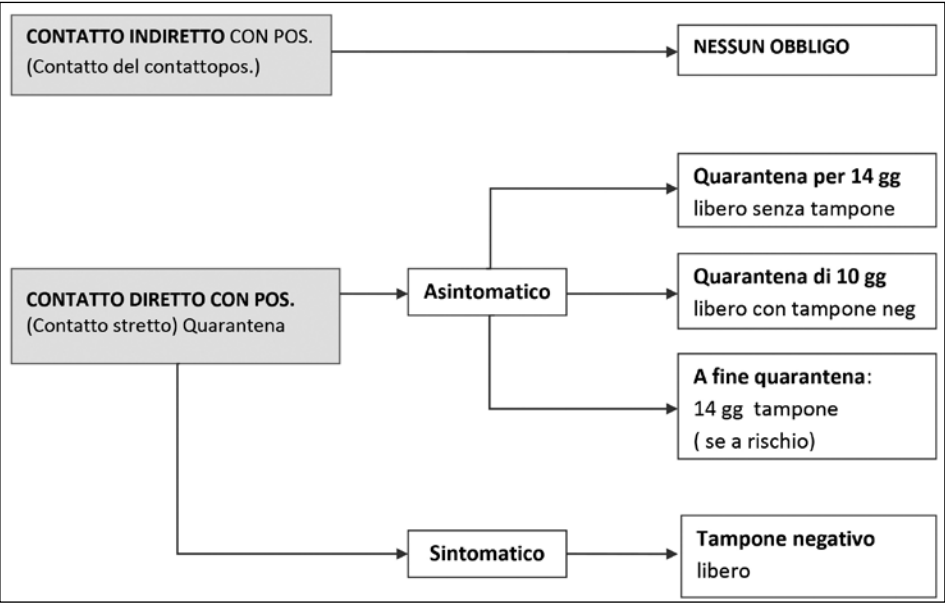 CONTATTO INDIRETTO CON POS.
(Contatto del contattopos.)
NESSUN OBBLIGO
Quarantena per 14 gg
libero senza tampone
CONTATTO DIRETTO CON POS.
(Contatto stretto) Quarantena
Asintomatico
Quarantena di 10 gg
libero con tampone neg
A fine quarantena:
14 gg tampone
( se a rischio)
Sintomatico
Tampone negativo
libero